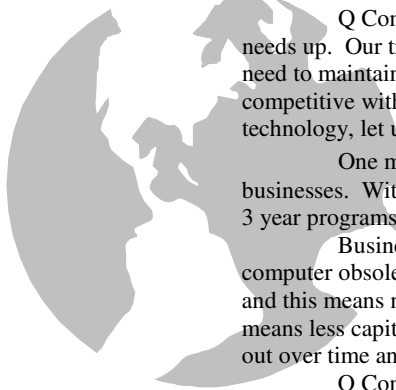 Q Con
needs up. Our t
need to maintai
competitive wit
technology, let u
One m
businesses. Wit
3 year programs
Busine
computer obsole
and this means
means less capit
out over time an
Q Con